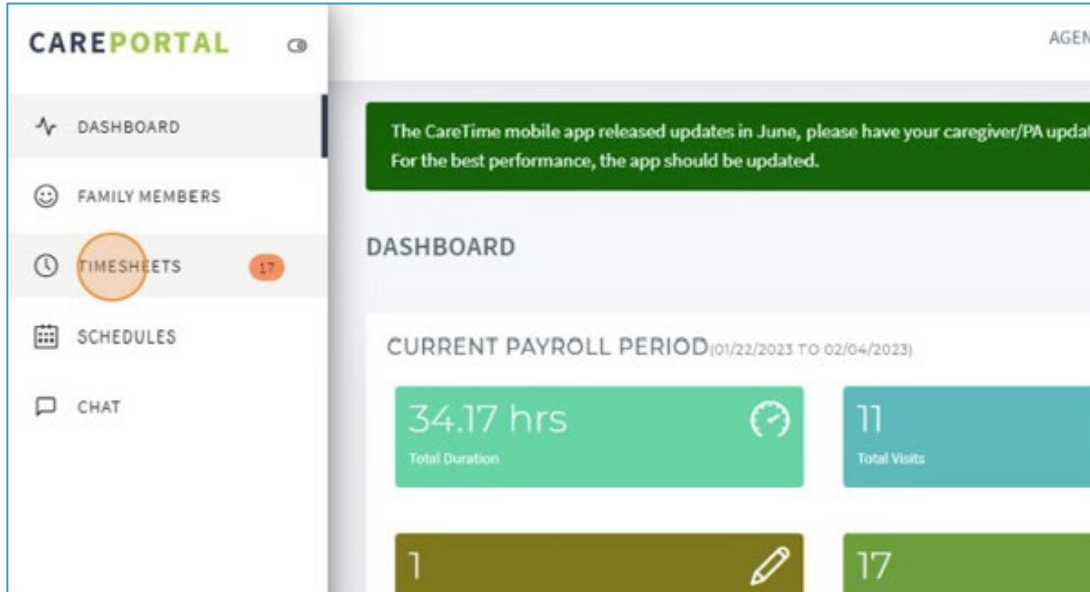 CAREPORTAL
DASHBOARD
FAMILY MEMBERS
TIMESHEETS 17
SCHEDULES
CHAT
The CareTime mobile app released updates in June, please have your caregiver/PA
For the best performance, the app should be updated.
DASHBOARD
CURRENT PAYROLL PERIOD(01/22/2023 TO 02/04/2023)
34.17 hrs
Total Duration
11
Total Visits
1
17